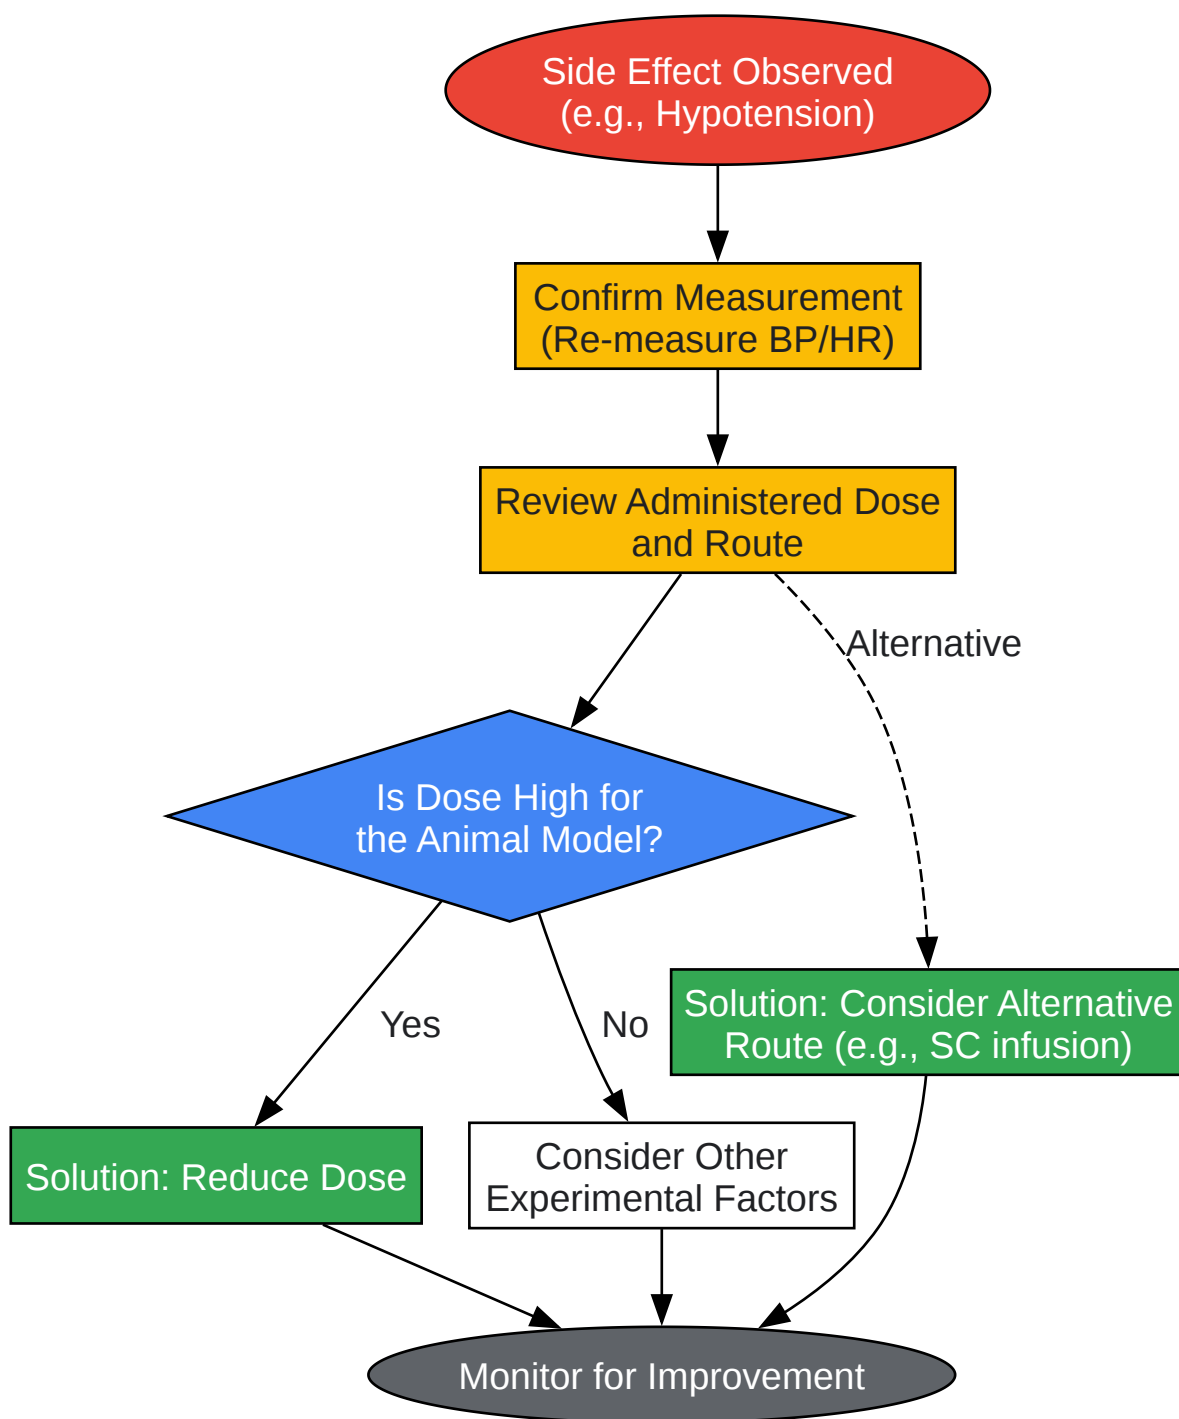 Side Effect Observed
(e.g., Hypotension)
Confirm Measurement
(Re-measure BP/HR)
Review Administered Dose
and Route
Alternative
Is Dose High for
the Animal Model?
Yes
No
Solution: Consider Alternative
Route (e.g., SC infusion)
Solution: Reduce Dose
Consider Other
Experimental Factors
Monitor for Improvement